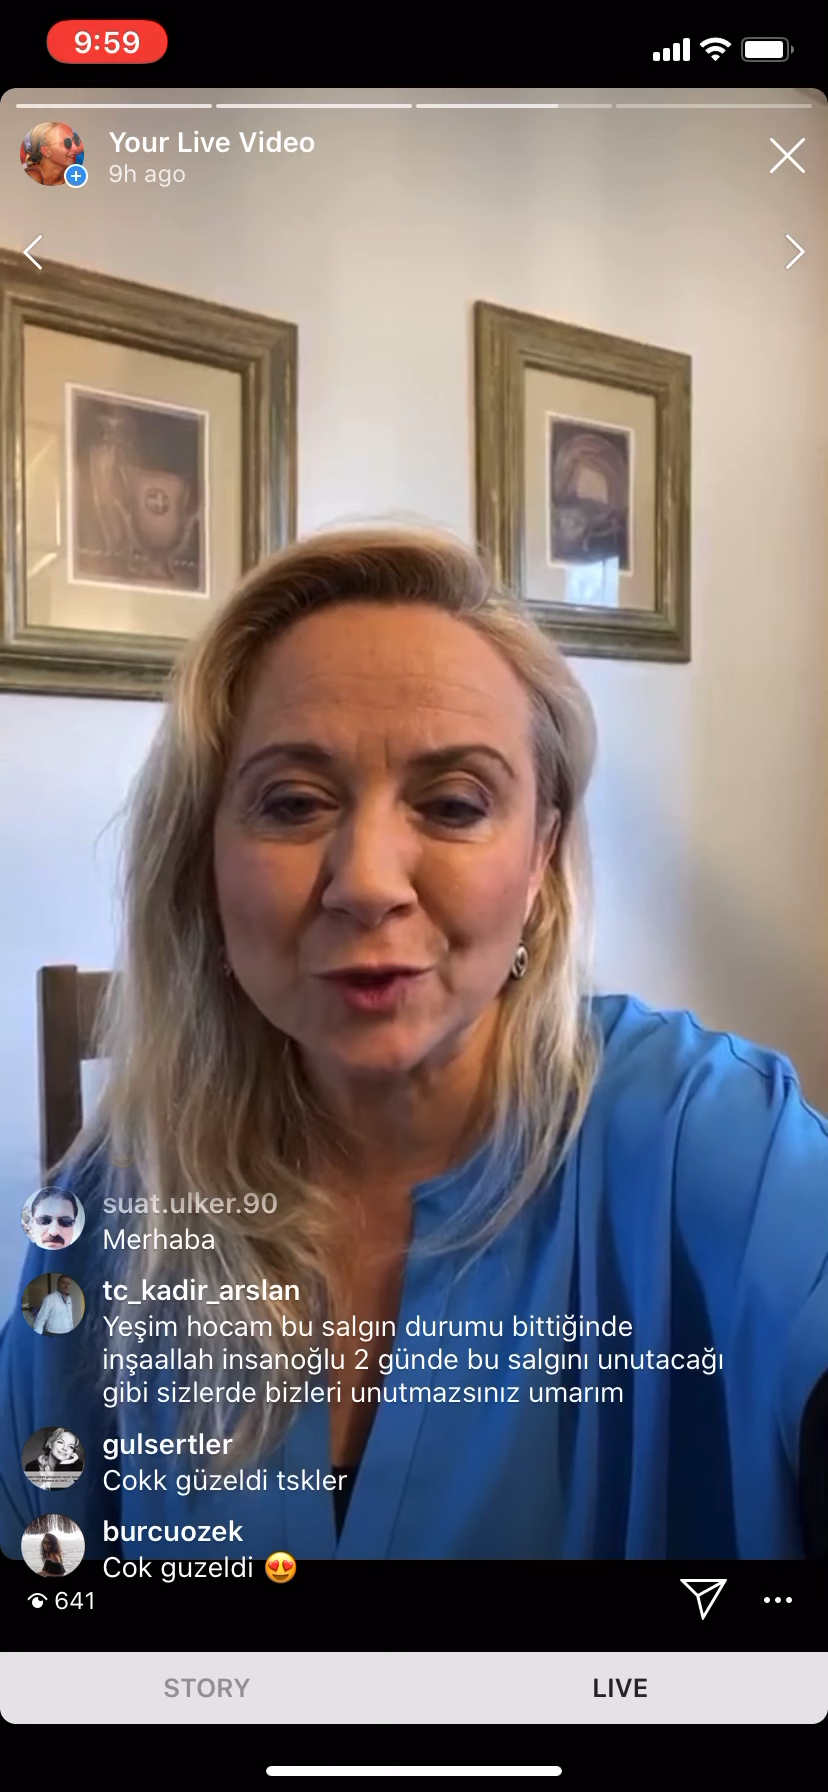 9:59
Your Live Video
9h ago
suat.ulker.90
Merhaba
tc_kadir_arslan
Yeşim hocam bu salgın durumu bittiğinde
inşaallah insanoğlu 2 günde bu salgını unutacağı
gibi sizlerde bizleri unutmazsınız umarım
gulsertler
Cokk güzeldi tskler
burcuozek
Cok guzeldi 😍
641
STORY
LIVE